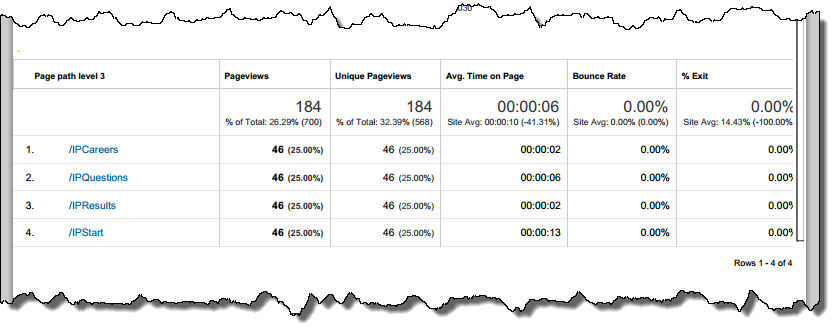 Page path level 3 Pageviews Unique Pageviews Avg. Time on Page Bounce Rate % Exit
184 184 00:00:06 0.00% 0.00%
% of Total: 26.29% (700) % of Total: 32.39% (568) Site Avg: 00:00:10 (-41.31%) Site Avg: 0.00% (0.00%) Site Avg: 14.43% (-100.00%
1. /IPCareers 46 (25.00%) 46 (25.00%) 00:00:02 0.00% 0.00%
2. /IPQuestions 46 (25.00%) 46 (25.00%) 00:00:06 0.00% 0.00%
3. /IPResults 46 (25.00%) 46 (25.00%) 00:00:02 0.00% 0.00%
4. /IPStart 46 (25.00%) 46 (25.00%) 00:00:13 0.00% 0.00%
Rows 1 - 4 of 4